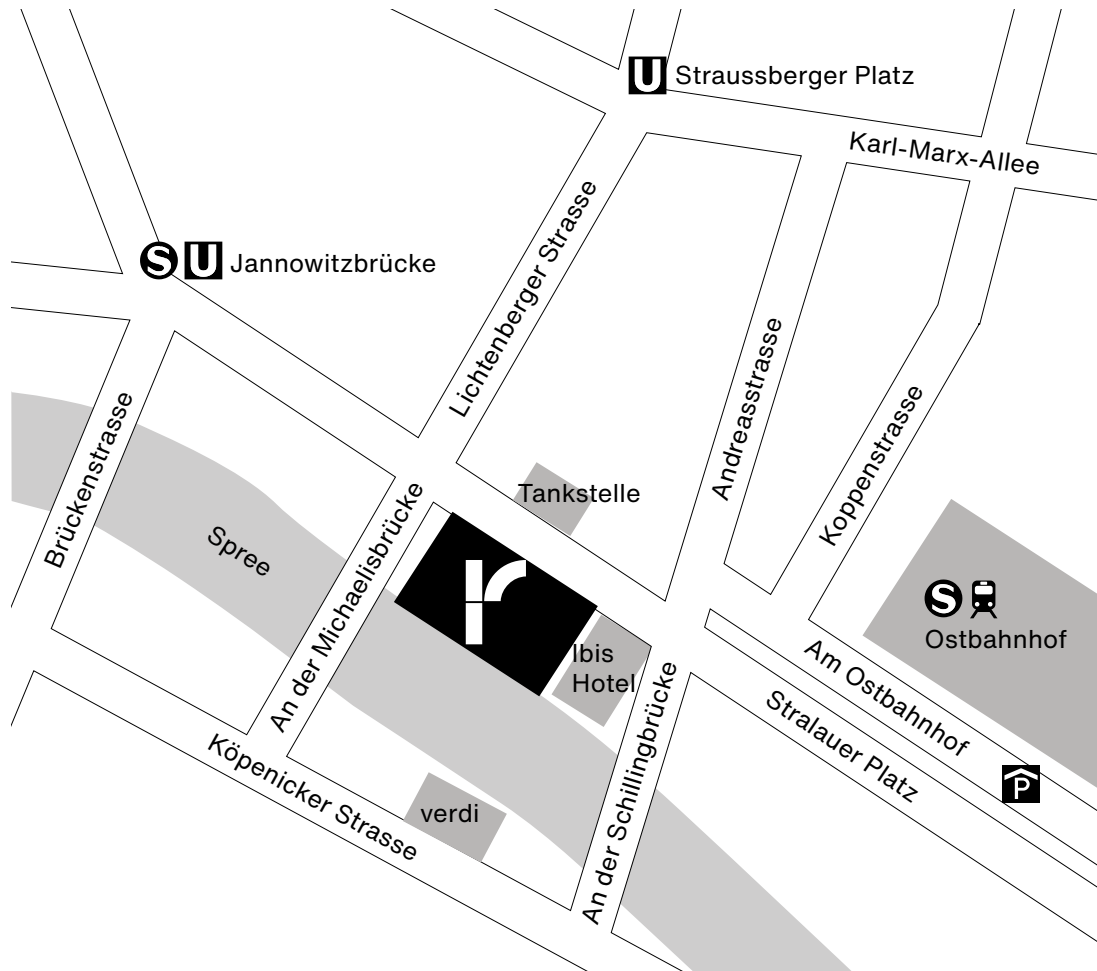 U Straussberger Platz
Karl-Marx-Allee
S U Jannowitzbrücke
Lichtenberger Strasse
Andreasstrasse
Koppenstrasse
Brückenstrasse
Spree
An der Michaelisbrücke
Tankstelle
r
Ibis
Hotel
S
Ostbahnhof
Am Ostbahnhof
Stralauer Platz
P
An der Schillingbrücke
Köpenicker Strasse
verdi